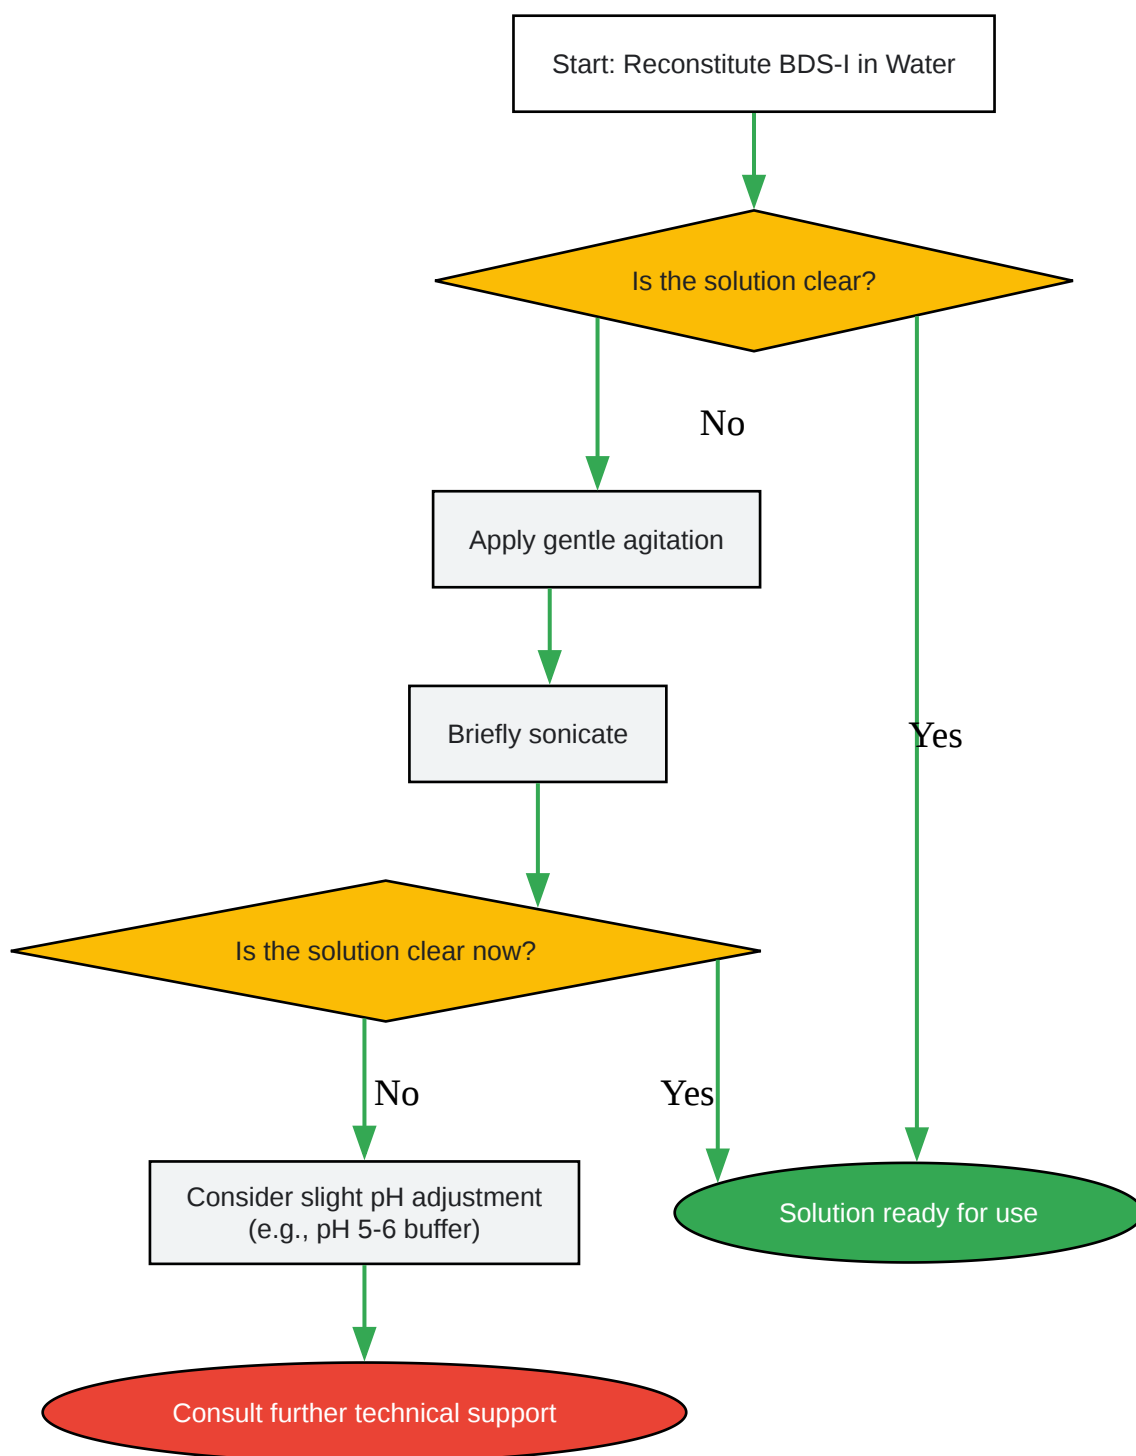 Start: Reconstitute BDS-I in Water
Is the solution clear?
No
Apply gentle agitation
Briefly sonicate
Yes
Is the solution clear now?
No
Yes
Consider slight pH adjustment
(e.g., pH 5-6 buffer)
Solution ready for use
Consult further technical support